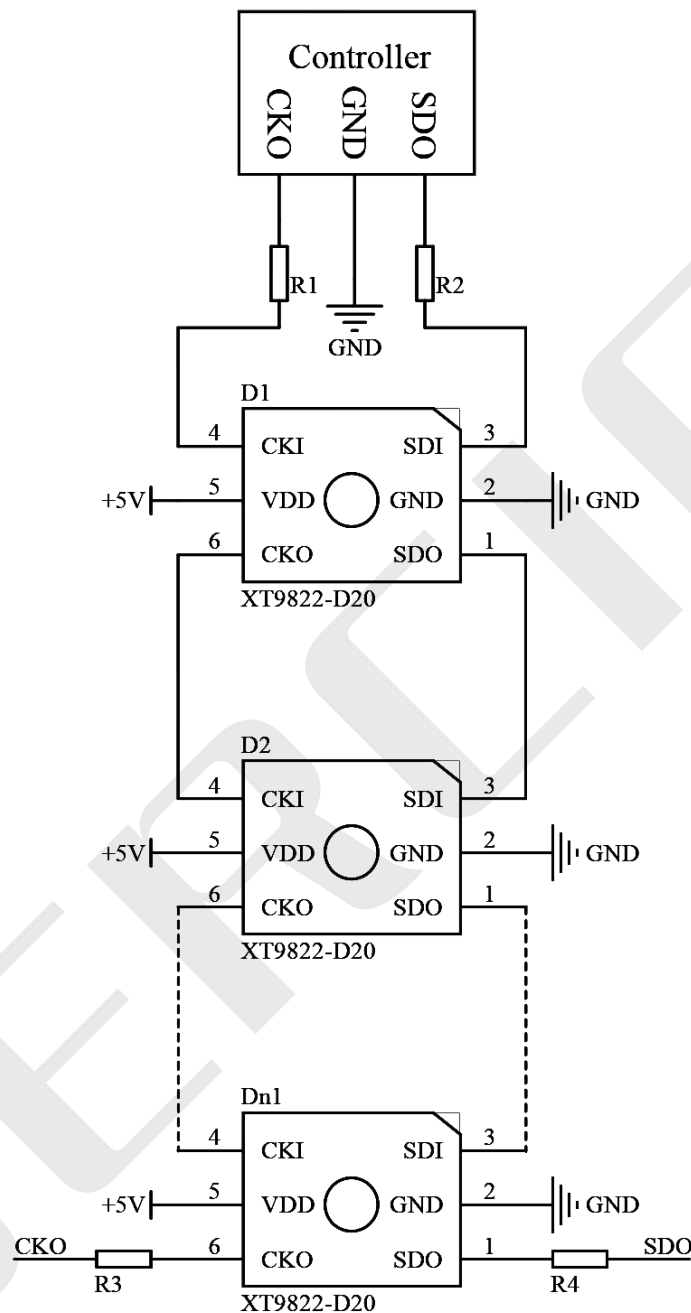 Controller
CKO GND SDO
R1 R2
GND
D1
4 CKI SDI 3
+5V 5 VDD GND 2 GND
6 CKO SDO 1
XT9822-D20
D2
4 CKI SDI 3
+5V 5 VDD GND 2 GND
6 CKO SDO 1
XT9822-D20
Dn1
4 CKI SDI 3
+5V 5 VDD GND 2 GND
CKO 6 CKO SDO 1 SDO
R3 R4
XT9822-D20